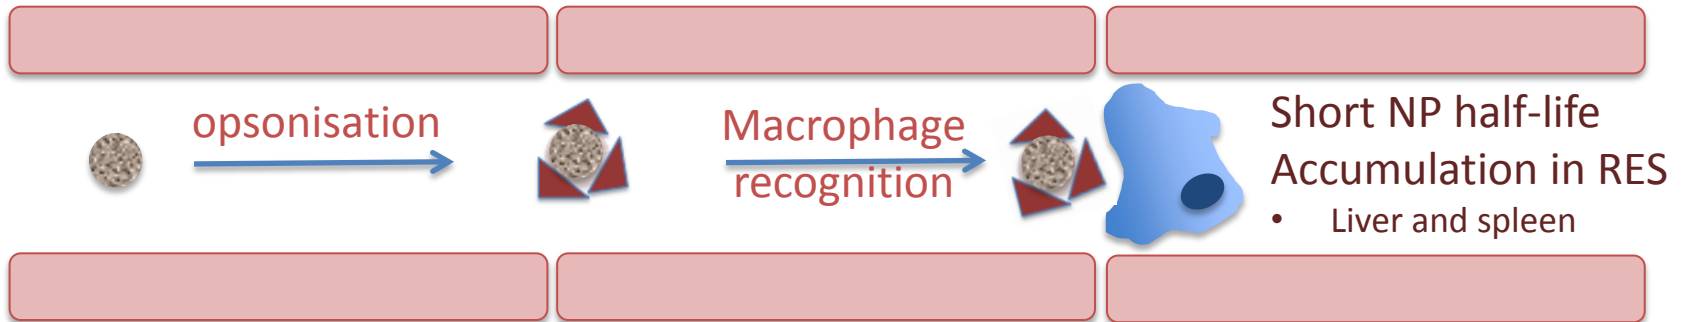 opsonisation
Macrophage
recognition
Short NP half-life
Accumulation in RES
• Liver and spleen